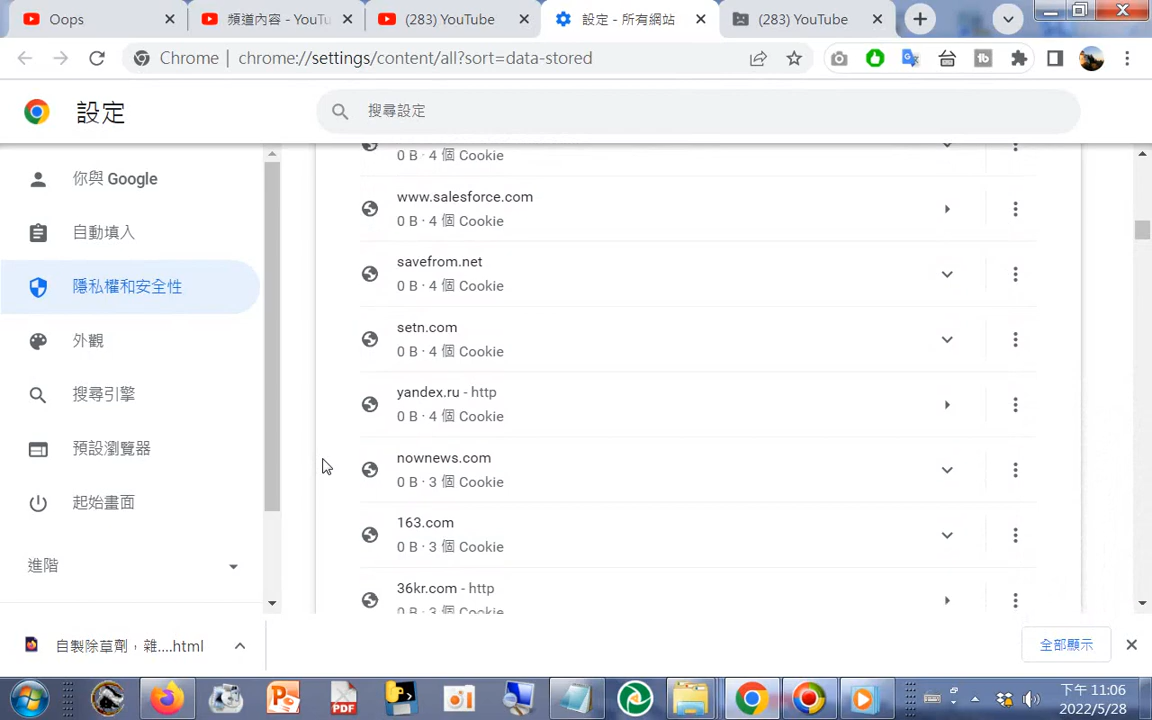 Oops
頻道內容 - YouTu
(283) YouTube
設定 - 所有網站
(283) YouTube
Chrome
chrome://settings/content/all?sort=data-stored
設定
搜尋設定
你與 Google
自動填入
隱私權和安全性
外觀
搜尋引擎
預設瀏覽器
起始畫面
進階
0 B · 4 個 Cookie
www.salesforce.com
0 B · 4 個 Cookie
savefrom.net
0 B · 4 個 Cookie
setn.com
0 B · 4 個 Cookie
yandex.ru - http
0 B · 4 個 Cookie
nownews.com
0 B · 3 個 Cookie
163.com
0 B · 3 個 Cookie
36kr.com - http
0 B · 3 個 Cookie
自製除草劑，雜....html
全部顯示
下午 11:06
2022/5/28